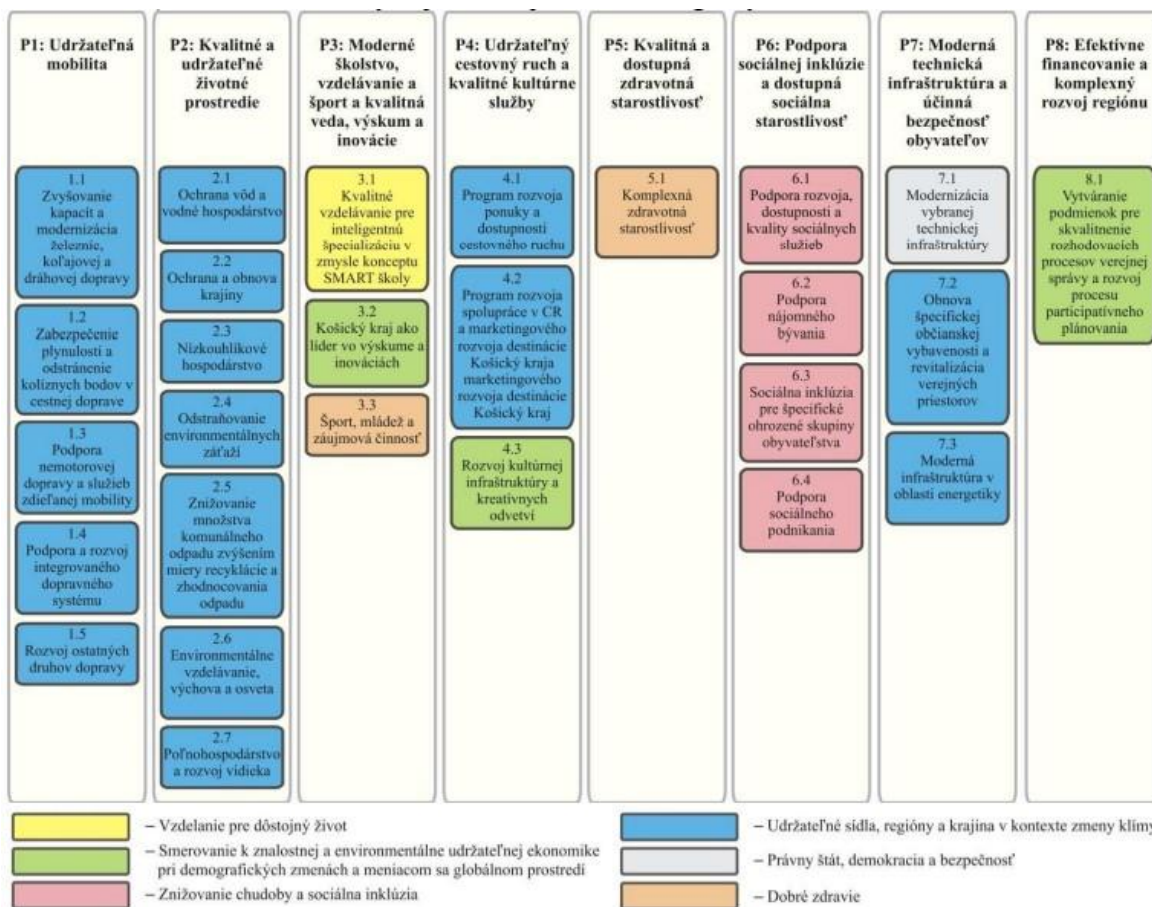 P1: Udržateľná
mobilita
1.1
Zvyšovanie
kapacít a
modernizácia
železníc,
koľajovej a
dráhovej dopravy
1.2
Zabezpečenie
plynulosti a
odstránenie
kolíznych bodov v
cestnej doprave
1.3
Podpora
nemotorovej
dopravy a služieb
zdieľanej mobility
1.4
Podpora a rozvoj
integrovaného
dopravného
systému
1.5
Rozvoj ostatných
druhov dopravy
P2: Kvalitné a
udržateľné
životné
prostredie
2.1
Ochrana vôd a
vodné hospodárstvo
2.2
Ochrana a obnova
krajiny
2.3
Nízkouhlíkové
hospodárstvo
2.4
Odstraňovanie
environmentálnych
záťaží
2.5
Znižovanie
množstva
komunálneho
odpadu zvýšením
miery recyklácie a
zhodnocovania
odpadu
2.6
Environmentálne
vzdelávanie,
výchova a osveta
2.7
Poľnohospodárstvo
a rozvoj vidieka
P3: Moderné
školstvo,
vzdelávanie a
šport a kvalitná
veda, výskum a
inovácie
3.1
Kvalitné
vzdelávanie pre
inteligentnú
špecializáciu v
zmysle konceptu
SMART školy
3.2
Košický kraj ako
líder vo výskume a
inováciách
3.3
Šport, mládež a
záujmová činnosť
P4: Udržateľný
cestovný ruch a
kvalitné kultúrne
služby
4.1
Program rozvoja
ponuky a
dostupnosti
cestovného ruchu
4.2
Program rozvoja
spolupráce v CR
a marketingového
rozvoja destinácie
Košický kraja
marketingového
rozvoja destinácie
Košický kraj
4.3
Rozvoj kultúrnej
infraštruktúry a
kreatívnych
odvetví
P5: Kvalitná a
dostupná
zdravotná
starostlivosť
5.1
Komplexná
zdravotná
starostlivosť
P6: Podpora
sociálnej inklúzie
a dostupná
sociálna
starostlivosť
6.1
Podpora rozvoja,
dostupnosti a
kvality sociálnych
služieb
6.2
Podpora
nájomného
bývania
6.3
Sociálna inklúzia
pre špecifické
ohrozené skupiny
obyvateľstva
6.4
Podpora
sociálneho
podnikania
P7: Moderná
technická
infraštruktúra a
účinná
bezpečnosť
obyvateľov
7.1
Modernizácia
vybranej
technickej
infraštruktúry
7.2
Obnova
špecifickej
občianskej
vybavenosti a
revitalizácia
verejných
priestorov
7.3
Moderná
infraštruktúra v
oblasti energetiky
P8: Efektívne
financovanie a
komplexný
rozvoj regiónu
8.1
Vytváranie
podmienok pre
skvalitnenie
rozhodovacích
procesov verejnej
správy a rozvoj
procesu
participatívneho
plánovania
– Vzdelanie pre dôstojný život
– Smerovanie k znalostnej a environmentálne udržateľnej ekonomike
pri demografických zmenách a meniacom sa globálnom prostredí
– Znižovanie chudoby a sociálna inklúzia
– Udržateľné sídla, regióny a krajina v kontexte zmeny klímy
– Právny štát, demokracia a bezpečnosť
– Dobré zdravie